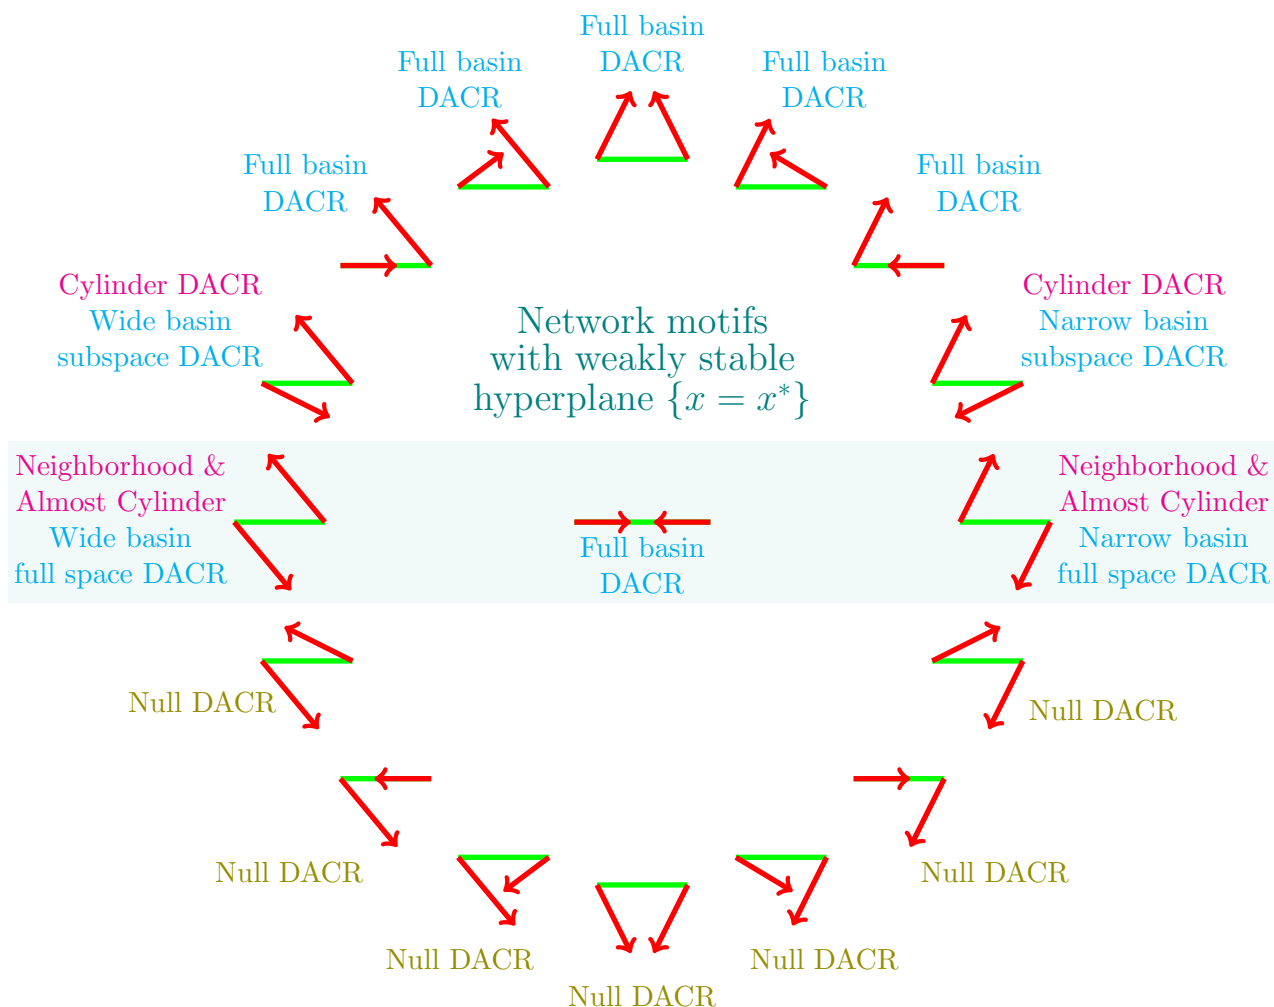 Full basin
DACR
Full basin
DACR
Full basin
DACR
Full basin
DACR
Full basin
DACR
Cylinder DACR
Wide basin
subspace DACR
Network motifs
with weakly stable
hyperplane {x = x*}
Cylinder DACR
Narrow basin
subspace DACR
Neighborhood &
Almost Cylinder
Wide basin
full space DACR
Full basin
DACR
Neighborhood &
Almost Cylinder
Narrow basin
full space DACR
Null DACR
Null DACR
Null DACR
Null DACR
Null DACR
Null DACR
Null DACR